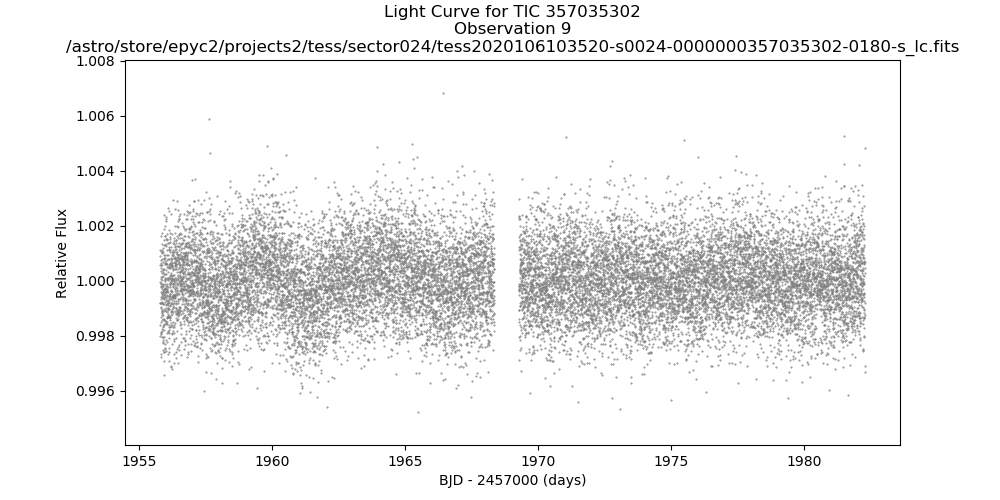 Light Curve for TIC 357035302
Observation 9
/astro/store/epyc2/projects2/tess/sector024/tess2020106103520-s0024-0000000357035302-0180-s_lc.fits
1.008
1.006
1.004
1.002
1.000
0.998
0.996
Relative Flux
1955
1960
1965
1970
1975
1980
BJD - 2457000 (days)